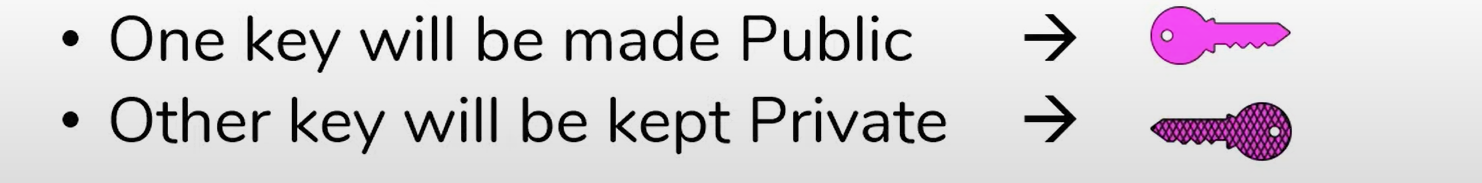 • One key will be made Public →
• Other key will be kept Private →